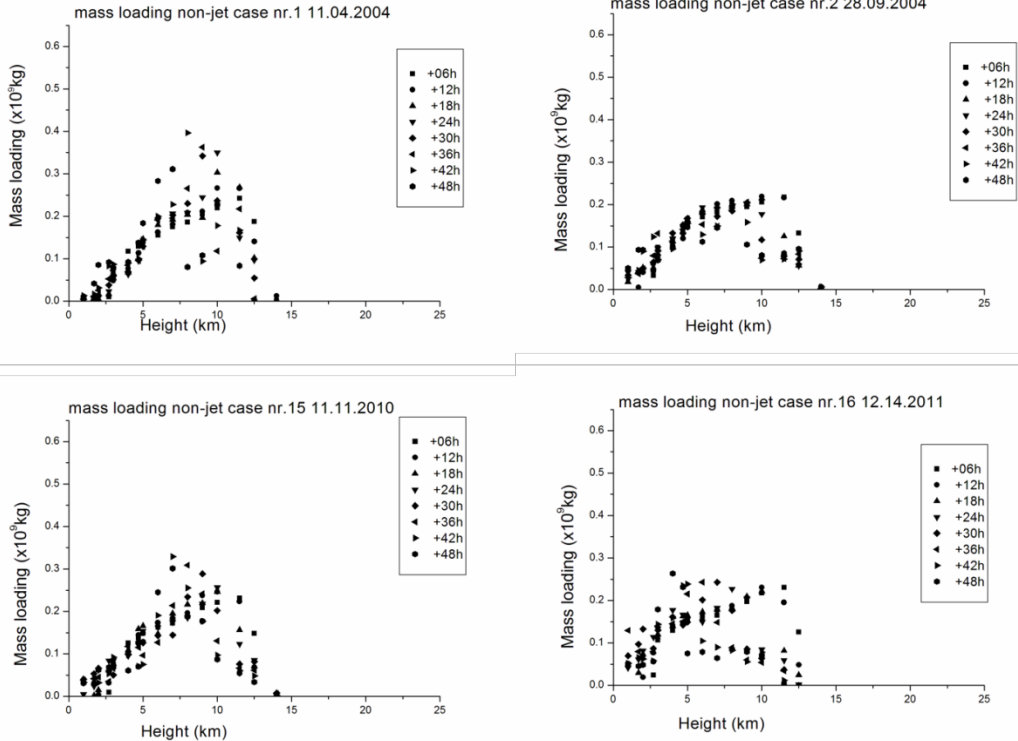 mass loading non-jet case nr.1 11.04.2004
Mass loading (x10⁹kg)
0.6
0.5
0.4
0.3
0.2
0.1
0.0
0 5 10 15 20 25
Height (km)
+06h
+12h
+18h
+24h
+30h
+36h
+42h
+48h
mass loading non-jet case nr.2 28.09.2004
Mass loading (x10⁹kg)
0.6
0.5
0.4
0.3
0.2
0.1
0.0
0 5 10 15 20 25
Height (km)
+06h
+12h
+18h
+24h
+30h
+36h
+42h
+48h
mass loading non-jet case nr.15 11.11.2010
Mass loading (x10⁹kg)
0.6
0.5
0.4
0.3
0.2
0.1
0.0
0 5 10 15 20 25
Height (km)
+06h
+12h
+18h
+24h
+30h
+36h
+42h
+48h
mass loading non-jet case nr.16 12.14.2011
Mass loading (x10⁹kg)
0.6
0.5
0.4
0.3
0.2
0.1
0.0
0 5 10 15 20 25
Height (km)
+06h
+12h
+18h
+24h
+30h
+36h
+42h
+48h